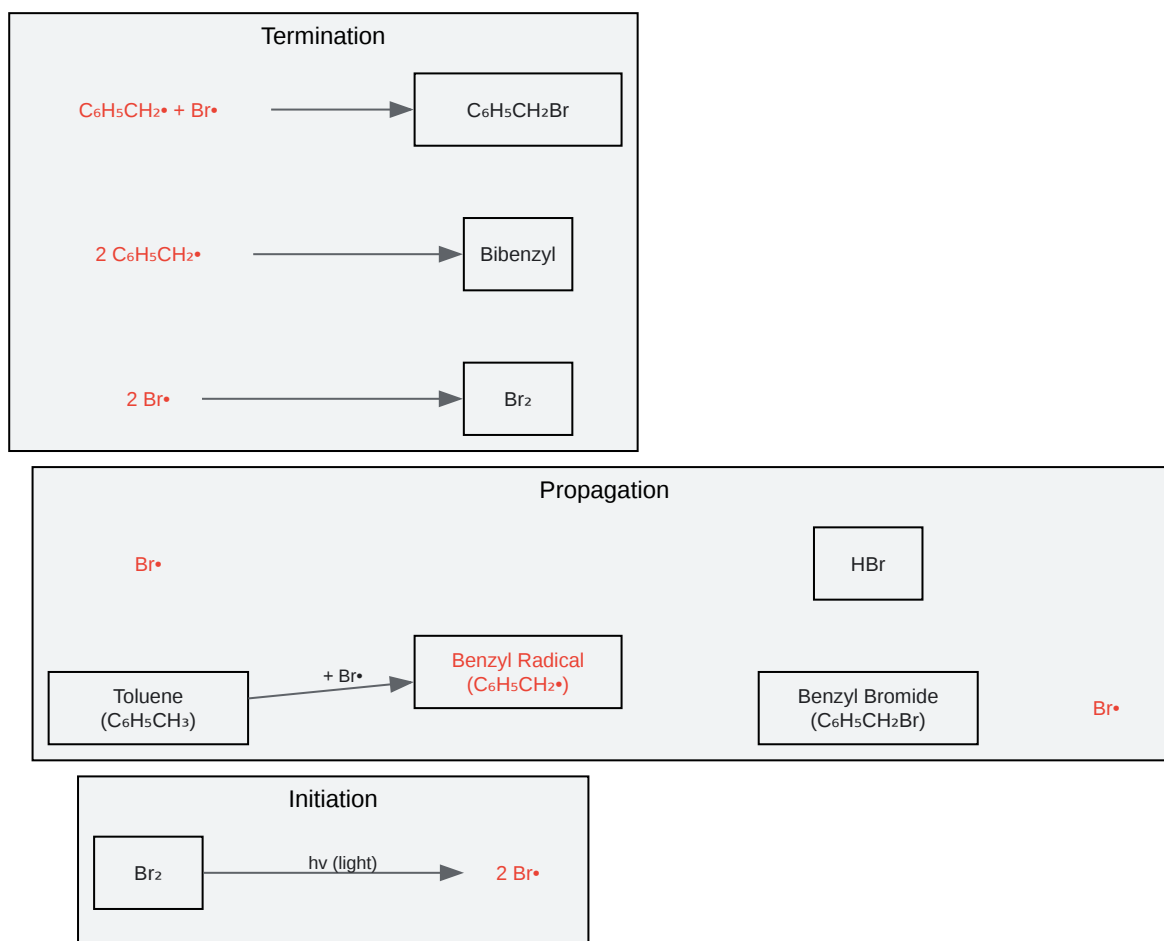 Termination
C₆H₅CH₂• + Br•
C₆H₅CH₂Br
2 C₆H₅CH₂•
Bibenzyl
2 Br•
Br₂
Propagation
Br•
HBr
Toluene
(C₆H₅CH₃)
+ Br•
Benzyl Radical
(C₆H₅CH₂•)
Benzyl Bromide
(C₆H₅CH₂Br)
Br•
Initiation
Br₂
hv (light)
2 Br•